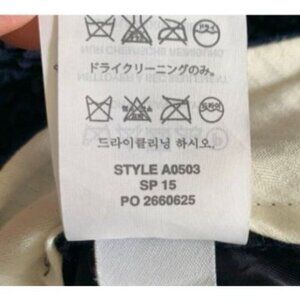 ドライクリーニングのみ。
드라이클리닝 하시오.
STYLE A0503
SP 15
PO 2660625